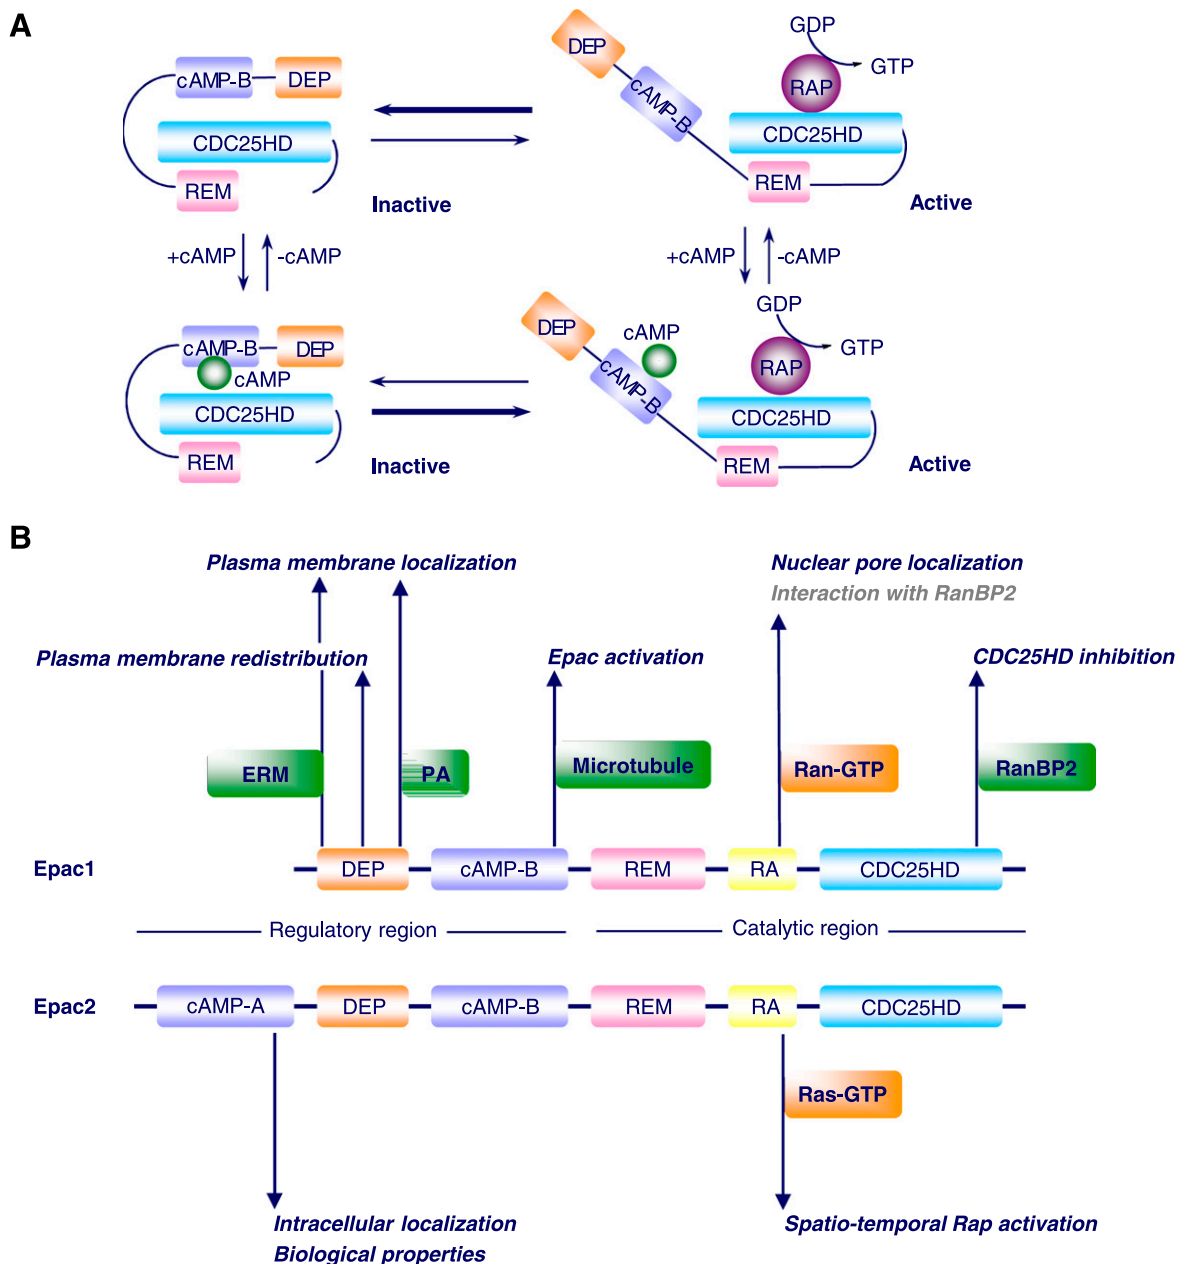 A
cAMP-B
DEP
CDC25HD
REM
Inactive
DEP
cAMP-B
GDP
GTP
RAP
CDC25HD
REM
Active
+cAMP
-cAMP
+cAMP
-cAMP
cAMP-B
DEP
cAMP
CDC25HD
REM
Inactive
DEP
cAMP
cAMP-B
GDP
GTP
RAP
CDC25HD
REM
Active
B
Plasma membrane localization
Nuclear pore localization
Interaction with RanBP2
Plasma membrane redistribution
Epac activation
CDC25HD inhibition
ERM
PA
Microtubule
Ran-GTP
RanBP2
Epac1
DEP
cAMP-B
REM
RA
CDC25HD
Regulatory region
Catalytic region
Epac2
cAMP-A
DEP
cAMP-B
REM
RA
CDC25HD
Ras-GTP
Intracellular localization
Biological properties
Spatio-temporal Rap activation